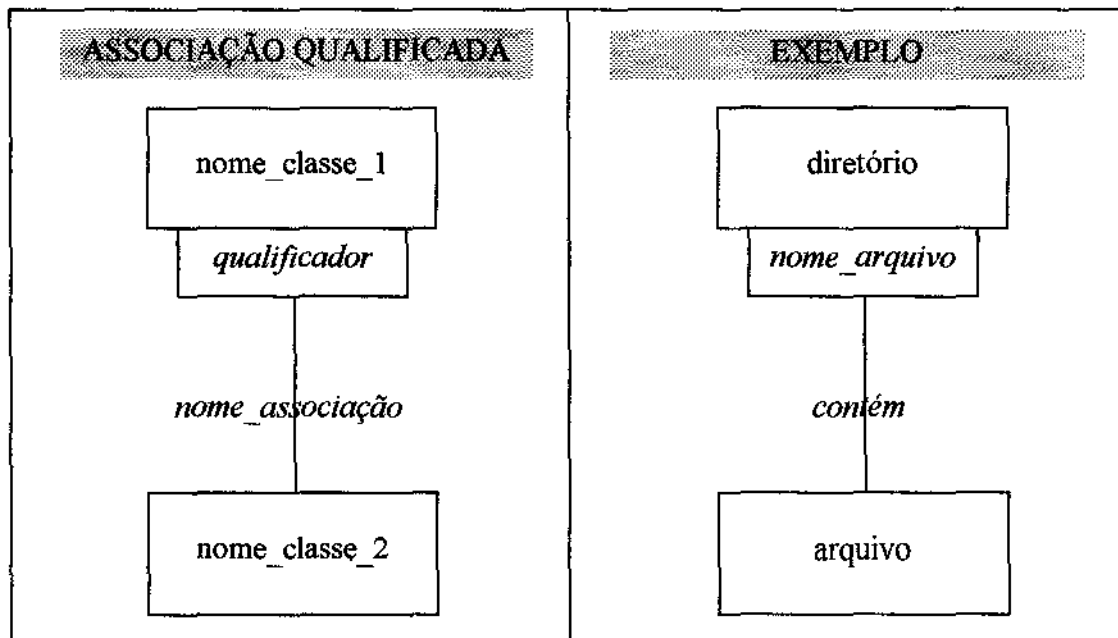 ASSOCIAÇÃO QUALIFICADA
nome_classe_1
qualificador
nome_associação
nome_classe_2
EXEMPLO
diretório
nome_arquivo
contém
arquivo